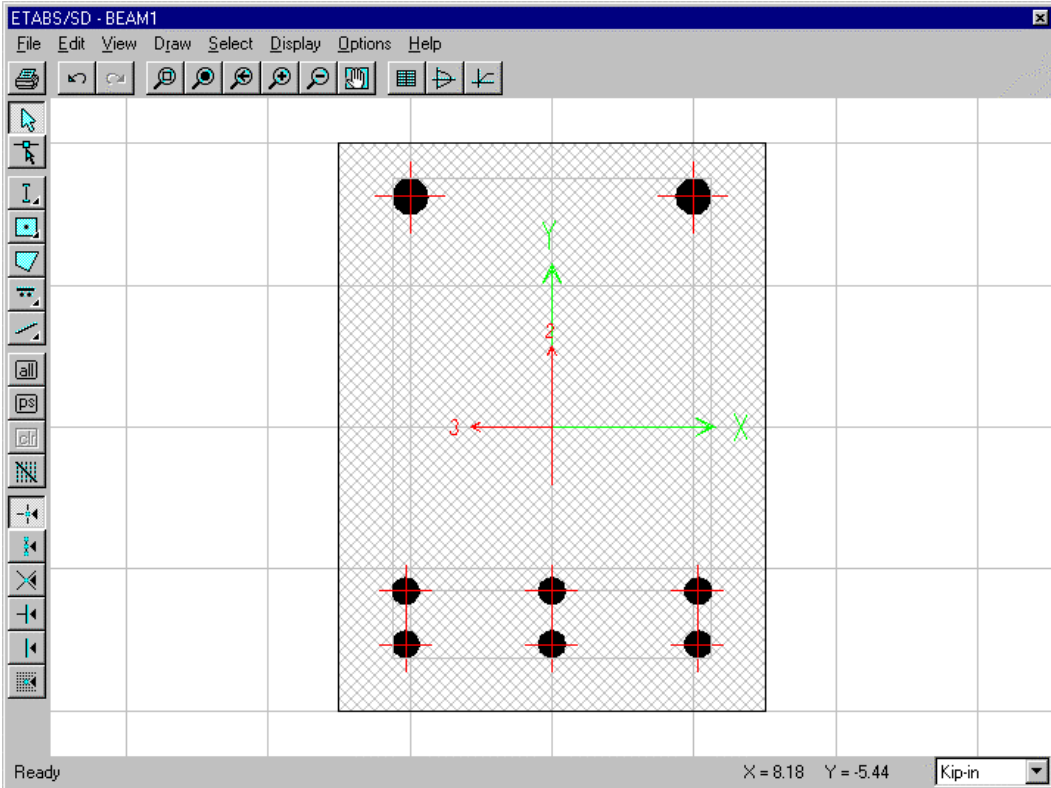 ETABS/SD - BEAM1
File Edit View Draw Select Display Options Help
all
ps
clr
Y
2
3
X
Ready X = 8.18 Y = -5.44 Kip-in